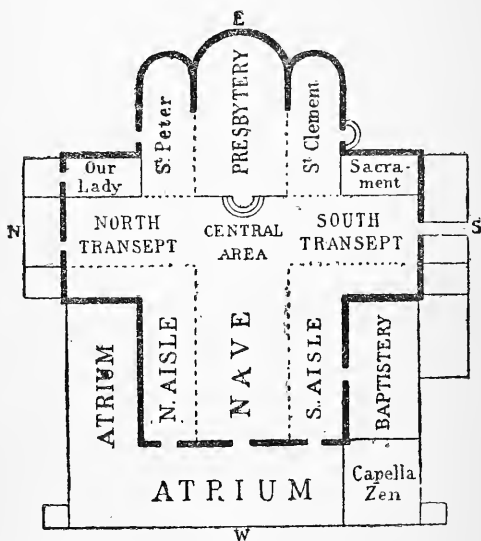 E
St Peter
PRESBYTERY
St Clement
Our
Lady
Sacra-
ment
N
NORTH
TRANSEPT
CENTRAL
AREA
SOUTH
TRANSEPT
S
ATRIUM
N. AISLE
NAVE
S. AISLE
BAPTISTERY
ATRIUM
Capella
Zen
W